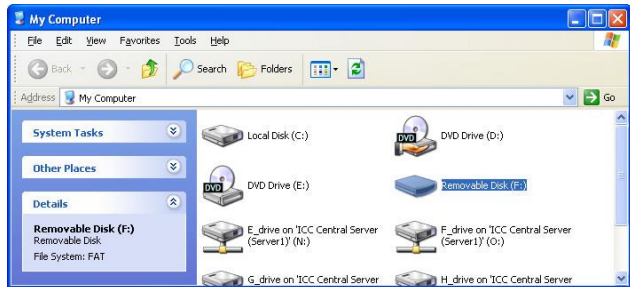 My Computer
File Edit View Favorites Tools Help
Back Search Folders
Address My Computer Go
System Tasks
Other Places
Details
Removable Disk (F:)
Removable Disk
File System: FAT
Local Disk (C:)
DVD Drive (D:)
DVD
DVD Drive (E:)
DVD
Removable Disk (F:)
E_drive on 'ICC Central Server
(Server1)' (N:)
F_drive on 'ICC Central Server
(Server1)' (O:)
G_drive on 'ICC Central Server
H_drive on 'ICC Central Server